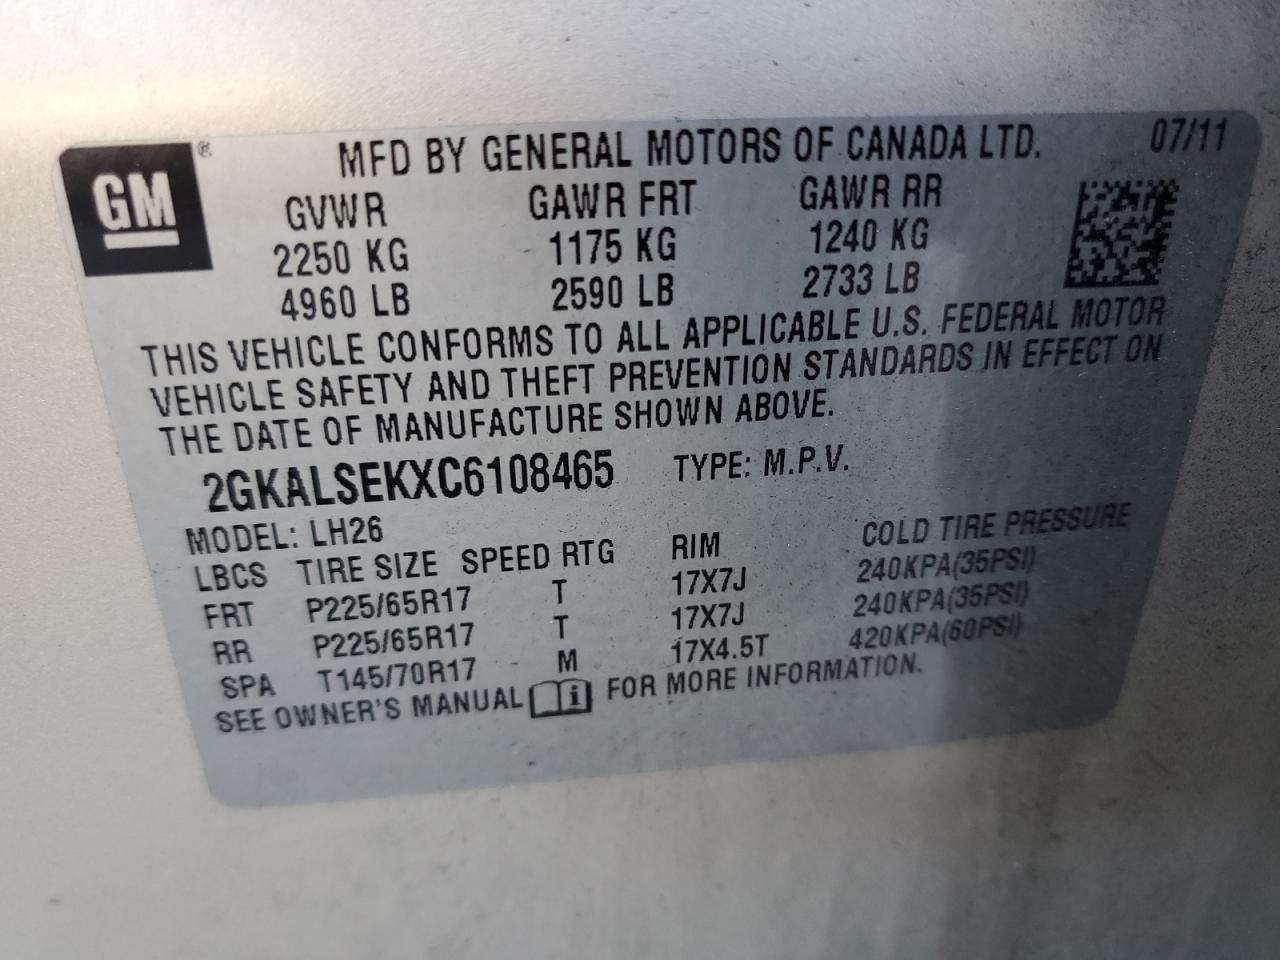 GM ® MFD BY GENERAL MOTORS OF CANADA LTD. 07/11
GVWR GAWR FRT GAWR RR
2250 KG 1175 KG 1240 KG
4960 LB 2590 LB 2733 LB
THIS VEHICLE CONFORMS TO ALL APPLICABLE U.S. FEDERAL MOTOR
VEHICLE SAFETY AND THEFT PREVENTION STANDARDS IN EFFECT ON
THE DATE OF MANUFACTURE SHOWN ABOVE.
2GKALSEKXC6108465 TYPE: M.P.V.
MODEL: LH26
LBCS TIRE SIZE SPEED RTG RIM COLD TIRE PRESSURE
FRT P225/65R17 T 17X7J 240KPA(35PSI)
RR P225/65R17 T 17X7J 240KPA(35PSI)
SPA T145/70R17 M 17X4.5T 420KPA(60PSI)
SEE OWNER'S MANUAL i FOR MORE INFORMATION.